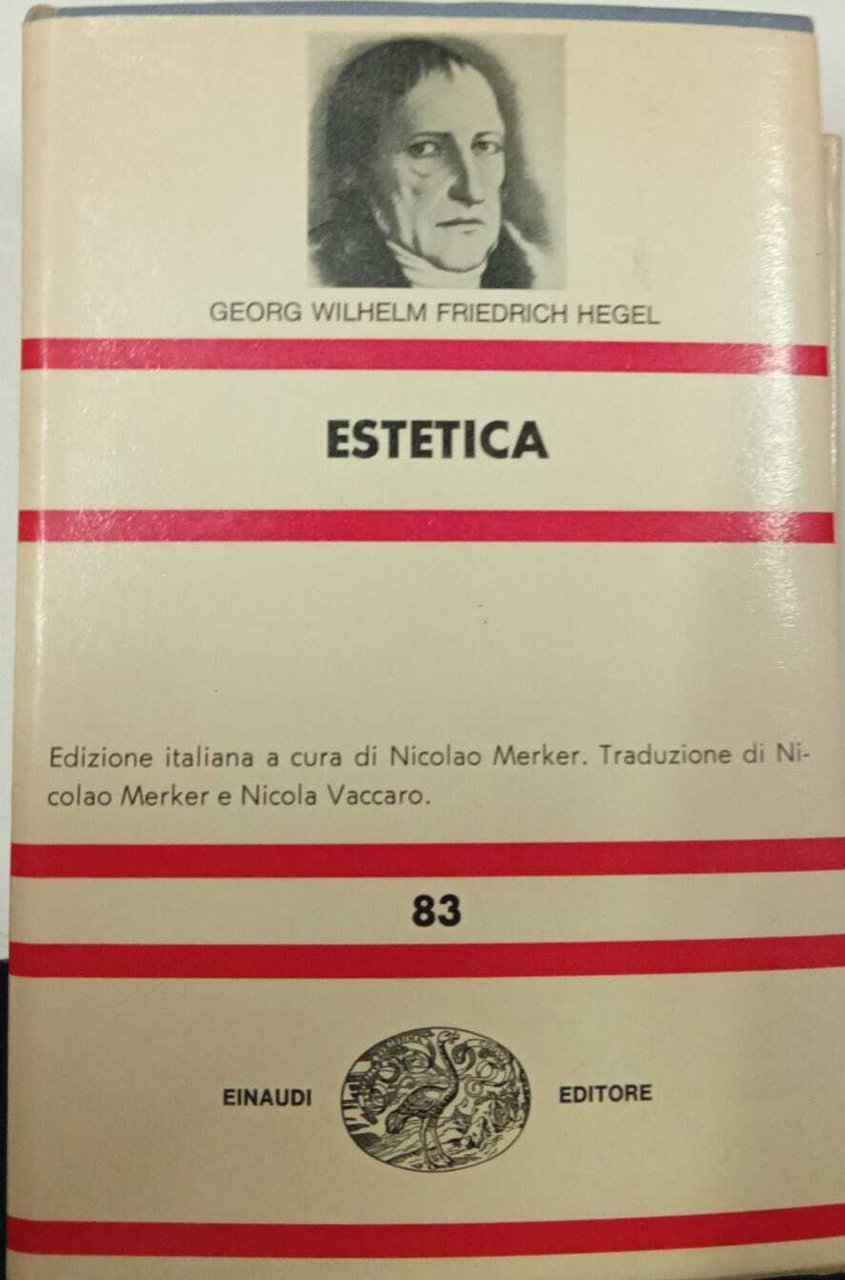 GEORG WILHELM FRIEDRICH HEGEL
ESTETICA
Edizione italiana a cura di Nicolao Merker. Traduzione di Ni-
colao Merker e Nicola Vaccaro.
83
EINAUDI EDITORE